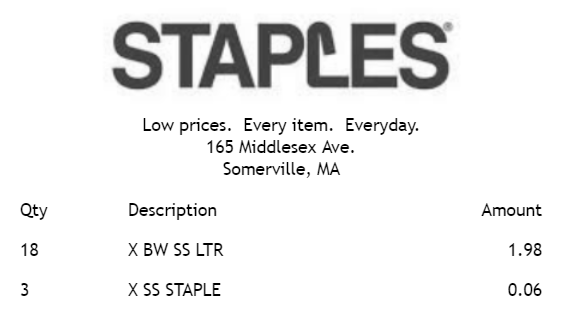 STAPLES®
Low prices. Every item. Everyday.
165 Middlesex Ave.
Somerville, MA
Qty Description Amount
18 X BW SS LTR 1.98
3 X SS STAPLE 0.06